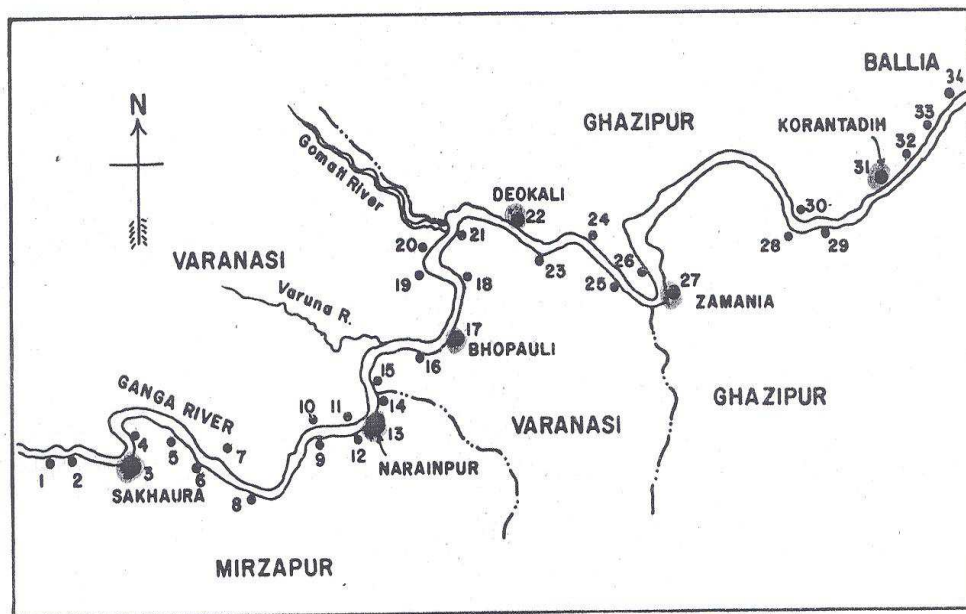 BALLIA
34
33
GHAZIPUR
KORANTADIH
32
31
N
Gomati River
DEOKALI
22
30
24
21
20
28
29
23
26
VARANASI
19
18
25
27
ZAMANIA
Varuna R.
17
BHOPAULI
16
15
GHAZIPUR
GANGA RIVER
10
11
14
VARANASI
4
5
7
13
9
12
NARAINPUR
1
2
3
6
SAKHAURA
8
MIRZAPUR